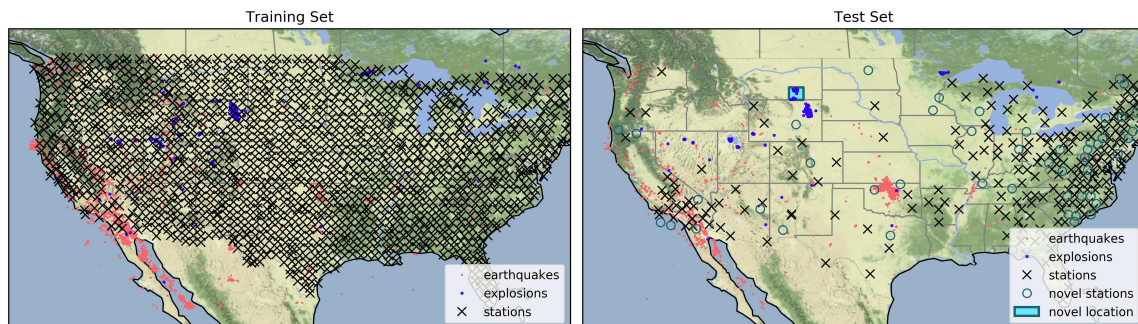 Training Set
earthquakes
explosions
stations
Test Set
earthquakes
explosions
stations
novel stations
novel location